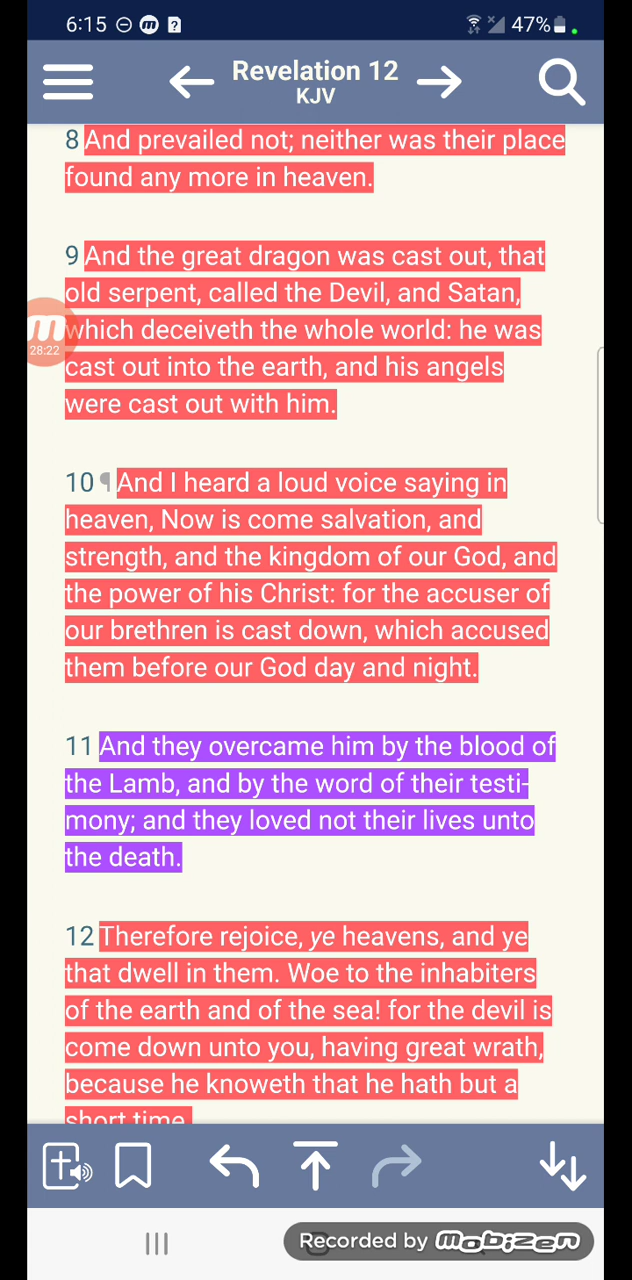 6:15 47%
Revelation 12
KJV
8 And prevailed not; neither was their place
found any more in heaven.
9 And the great dragon was cast out, that
old serpent, called the Devil, and Satan,
which deceiveth the whole world: he was
28:22
cast out into the earth, and his angels
were cast out with him.
10 ¶ And I heard a loud voice saying in
heaven, Now is come salvation, and
strength, and the kingdom of our God, and
the power of his Christ: for the accuser of
our brethren is cast down, which accused
them before our God day and night.
11 And they overcame him by the blood of
the Lamb, and by the word of their testi-
mony; and they loved not their lives unto
the death.
12 Therefore rejoice, ye heavens, and ye
that dwell in them. Woe to the inhabiters
of the earth and of the sea! for the devil is
come down unto you, having great wrath,
because he knoweth that he hath but a
short time.
Recorded by mobizen